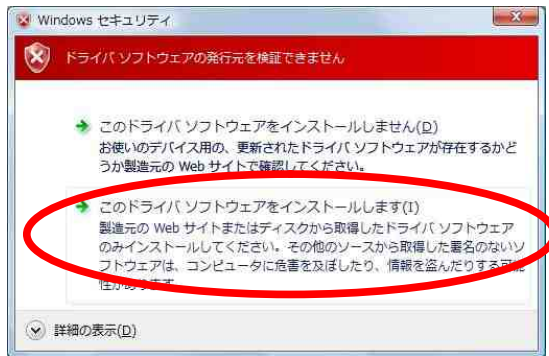 Windows セキュリティ
ドライバ ソフトウェアの発行元を検証できません
このドライバ ソフトウェアをインストールしません(D)
お使いのデバイス用の、更新されたドライバ ソフトウェアが存在するかど
うか製造元の Web サイトで確認してください。
このドライバ ソフトウェアをインストールします(I)
製造元の Web サイトまたはディスクから取得したドライバ ソフトウェア
のみインストールしてください。その他のソースから取得した署名のないソ
フトウェアは、コンピュータに危害を及ぼしたり、情報を盗んだりする可能
性があります。
詳細の表示(D)